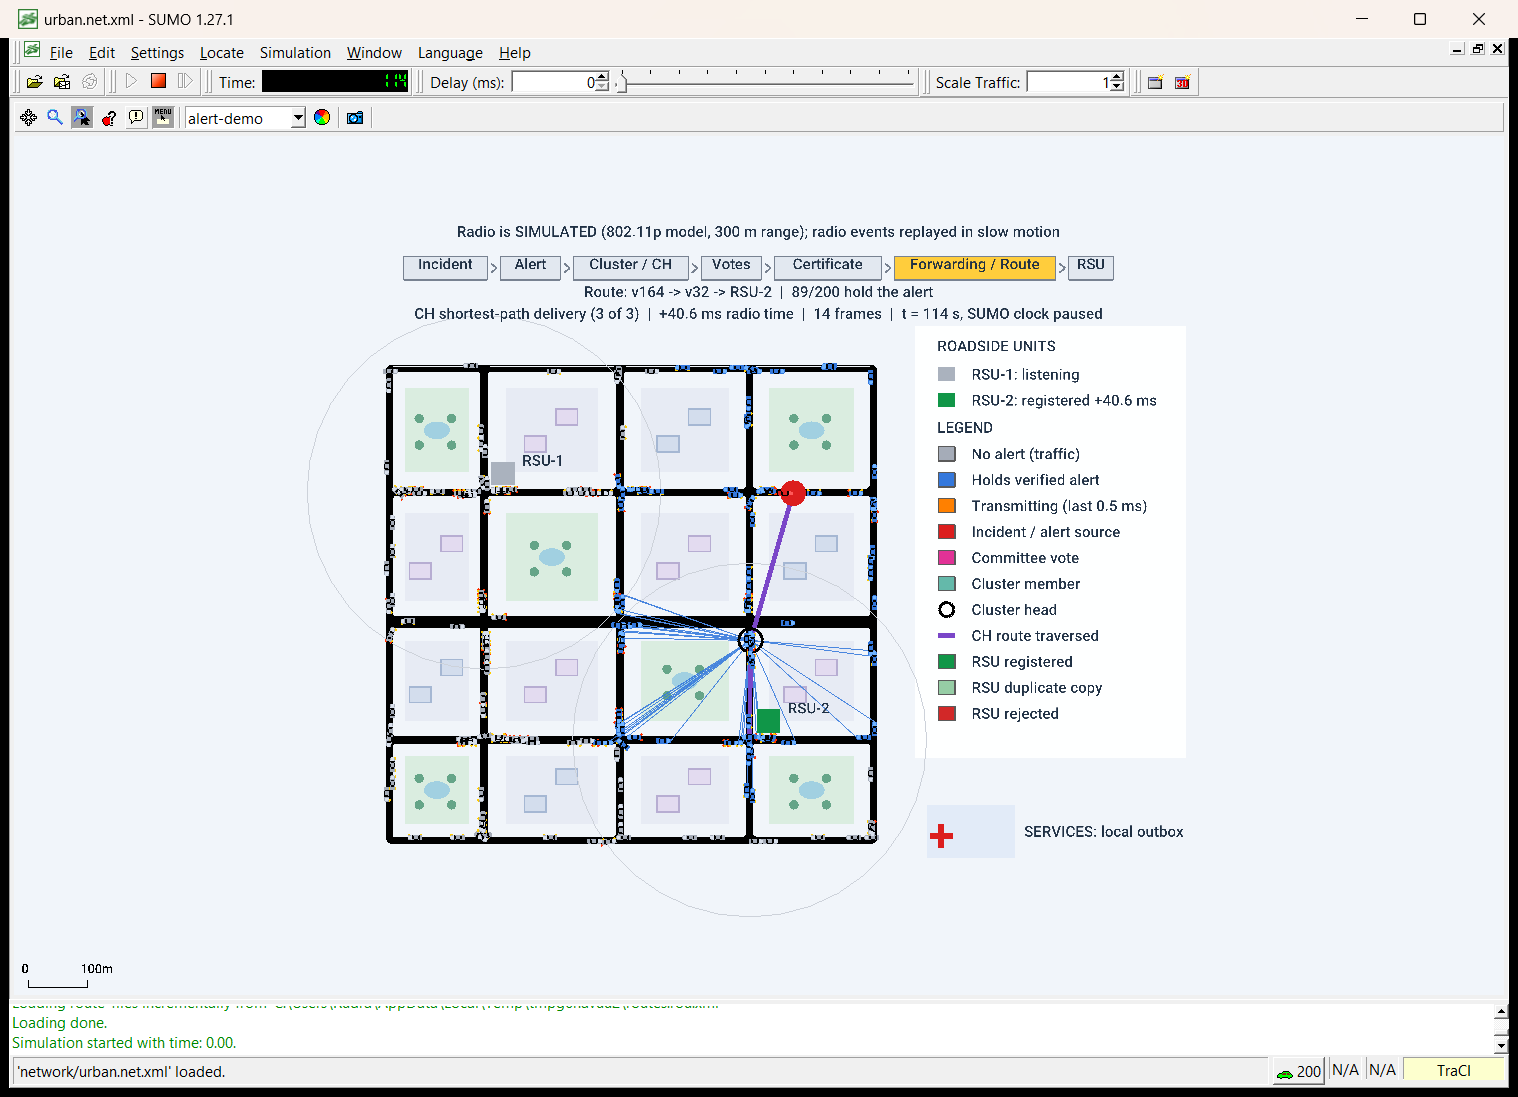 urban.net.xml - SUMO 1.27.1
File Edit Settings Locate Simulation Window Language Help
Time: 114 Delay (ms): 0 Scale Traffic: 1
MENU alert-demo
Radio is SIMULATED (802.11p model, 300 m range); radio events replayed in slow motion
Incident > Alert > Cluster / CH > Votes > Certificate > Forwarding / Route > RSU
Route: v164 -> v32 -> RSU-2 | 89/200 hold the alert
CH shortest-path delivery (3 of 3) | +40.6 ms radio time | 14 frames | t = 114 s, SUMO clock paused
ROADSIDE UNITS
RSU-1: listening
RSU-2: registered +40.6 ms
LEGEND
No alert (traffic)
Holds verified alert
Transmitting (last 0.5 ms)
Incident / alert source
Committee vote
Cluster member
Cluster head
CH route traversed
RSU registered
RSU duplicate copy
RSU rejected
RSU-1
RSU-2
SERVICES: local outbox
0 100m
Loading done.
Simulation started with time: 0.00.
'network/urban.net.xml' loaded.
200 N/A N/A TraCI